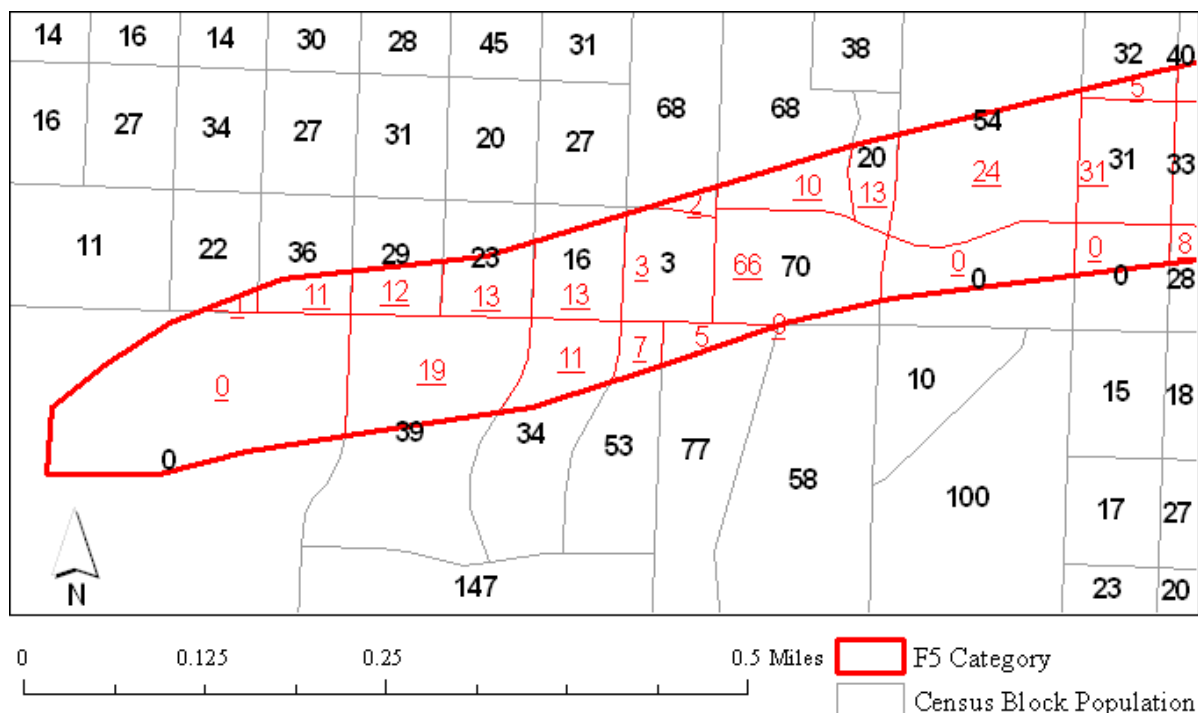 14 16 14 30 28 45 31 38 32 40
5
68 68
16 27 34 27 31 20 27 54
20 31 33
10 13 24 31
2
11 22 36 29 23 16 3 3 66 70 0 0 8
1 11 12 13 13 0 0 28
0 19 11 7 5 0
10 15 18
0 39 34 53 77 58 100
17 27
N 147 23 20
0 0.125 0.25 0.5 Miles F5 Category
Census Block Population